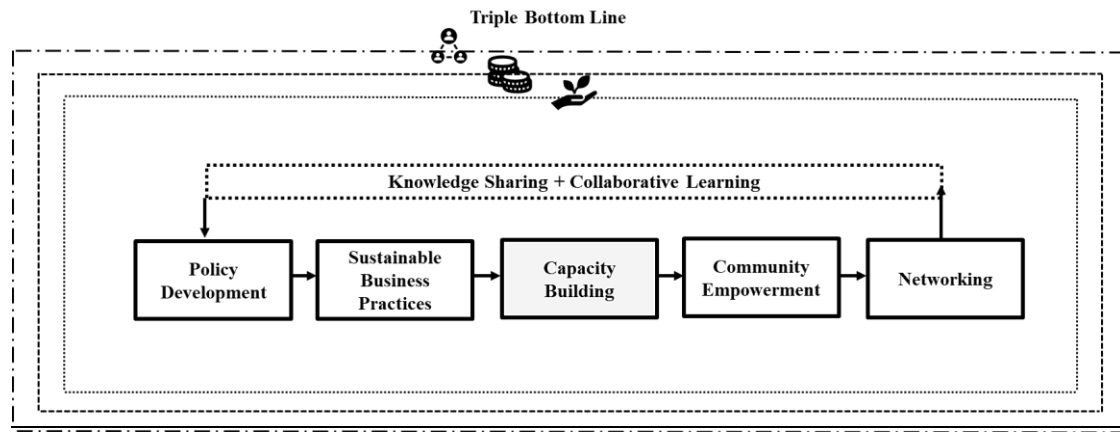 Triple Bottom Line
Knowledge Sharing + Collaborative Learning
Policy
Development
Sustainable
Business
Practices
Capacity
Building
Community
Empowerment
Networking